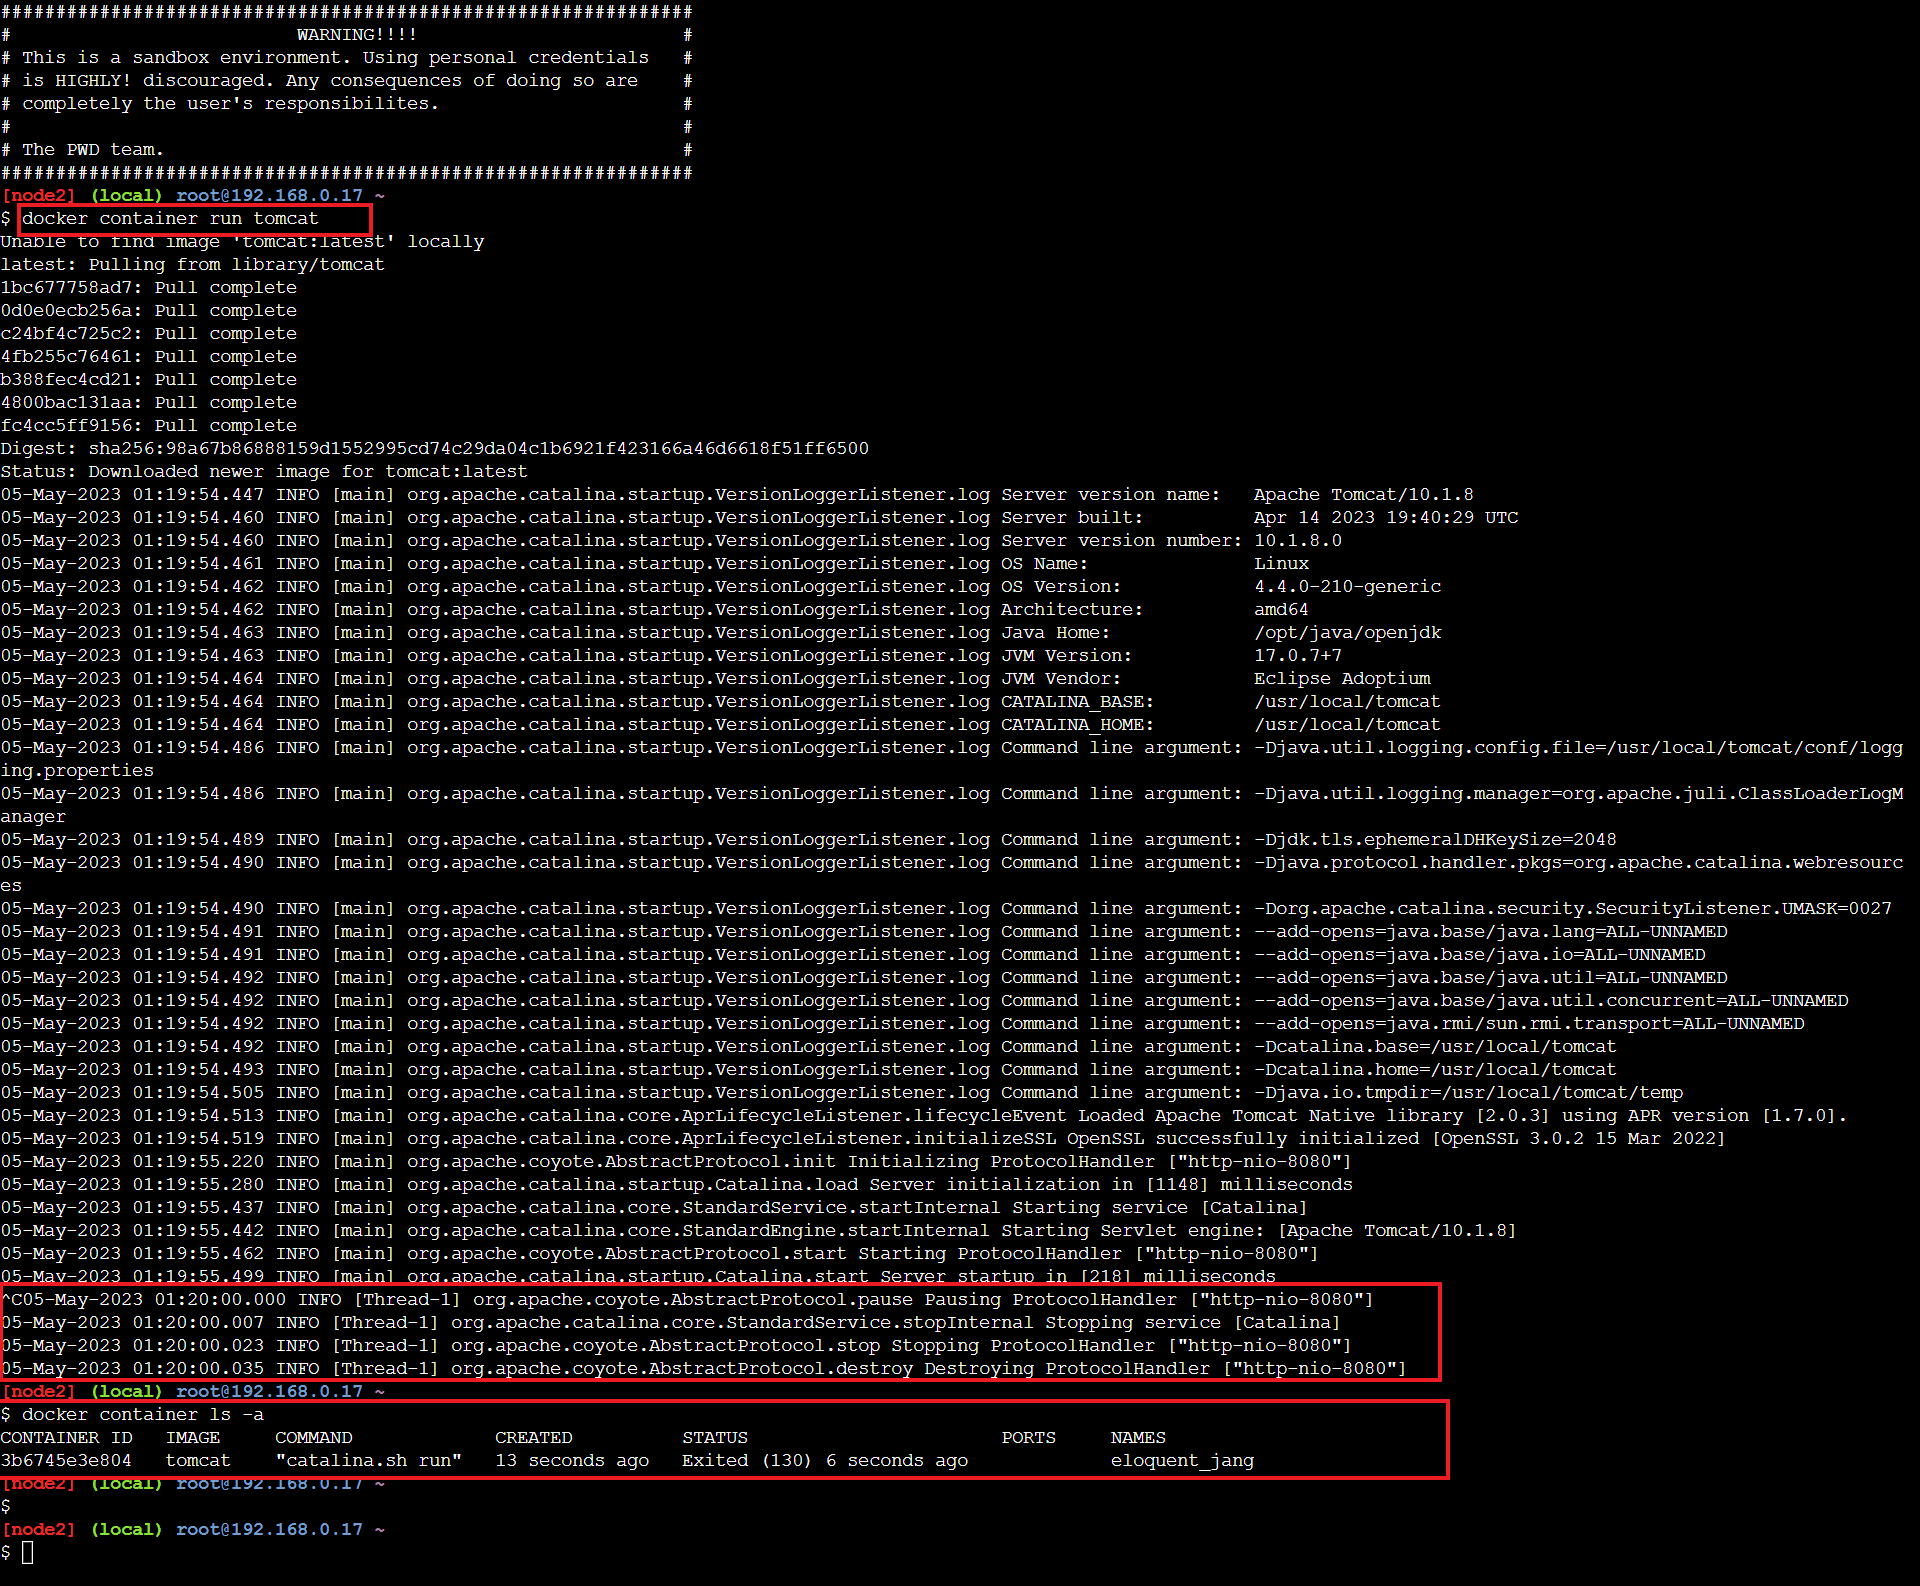 ###############################################################
#                          WARNING!!!!                        #
# This is a sandbox environment. Using personal credentials   #
# is HIGHLY! discouraged. Any consequences of doing so are    #
# completely the user's responsibilites.                      #
#                                                             #
# The PWD team.                                               #
###############################################################
[node2] (local) root@192.168.0.17 ~
$ docker container run tomcat
Unable to find image 'tomcat:latest' locally
latest: Pulling from library/tomcat
1bc677758ad7: Pull complete
0d0e0ecb256a: Pull complete
c24bf4c725c2: Pull complete
4fb255c76461: Pull complete
b388fec4cd21: Pull complete
4800bac131aa: Pull complete
fc4cc5ff9156: Pull complete
Digest: sha256:98a67b86888159d1552995cd74c29da04c1b6921f423166a46d6618f51ff6500
Status: Downloaded newer image for tomcat:latest
05-May-2023 01:19:54.447 INFO [main] org.apache.catalina.startup.VersionLoggerListener.log Server version name:   Apache Tomcat/10.1.8
05-May-2023 01:19:54.460 INFO [main] org.apache.catalina.startup.VersionLoggerListener.log Server built:          Apr 14 2023 19:40:29 UTC
05-May-2023 01:19:54.460 INFO [main] org.apache.catalina.startup.VersionLoggerListener.log Server version number: 10.1.8.0
05-May-2023 01:19:54.461 INFO [main] org.apache.catalina.startup.VersionLoggerListener.log OS Name:               Linux
05-May-2023 01:19:54.462 INFO [main] org.apache.catalina.startup.VersionLoggerListener.log OS Version:            4.4.0-210-generic
05-May-2023 01:19:54.462 INFO [main] org.apache.catalina.startup.VersionLoggerListener.log Architecture:          amd64
05-May-2023 01:19:54.463 INFO [main] org.apache.catalina.startup.VersionLoggerListener.log Java Home:             /opt/java/openjdk
05-May-2023 01:19:54.463 INFO [main] org.apache.catalina.startup.VersionLoggerListener.log JVM Version:           17.0.7+7
05-May-2023 01:19:54.464 INFO [main] org.apache.catalina.startup.VersionLoggerListener.log JVM Vendor:            Eclipse Adoptium
05-May-2023 01:19:54.464 INFO [main] org.apache.catalina.startup.VersionLoggerListener.log CATALINA_BASE:         /usr/local/tomcat
05-May-2023 01:19:54.464 INFO [main] org.apache.catalina.startup.VersionLoggerListener.log CATALINA_HOME:         /usr/local/tomcat
05-May-2023 01:19:54.486 INFO [main] org.apache.catalina.startup.VersionLoggerListener.log Command line argument: -Djava.util.logging.config.file=/usr/local/tomcat/conf/logg
ing.properties
05-May-2023 01:19:54.486 INFO [main] org.apache.catalina.startup.VersionLoggerListener.log Command line argument: -Djava.util.logging.manager=org.apache.juli.ClassLoaderLogM
anager
05-May-2023 01:19:54.489 INFO [main] org.apache.catalina.startup.VersionLoggerListener.log Command line argument: -Djdk.tls.ephemeralDHKeySize=2048
05-May-2023 01:19:54.490 INFO [main] org.apache.catalina.startup.VersionLoggerListener.log Command line argument: -Djava.protocol.handler.pkgs=org.apache.catalina.webresourc
es
05-May-2023 01:19:54.490 INFO [main] org.apache.catalina.startup.VersionLoggerListener.log Command line argument: -Dorg.apache.catalina.security.SecurityListener.UMASK=0027
05-May-2023 01:19:54.491 INFO [main] org.apache.catalina.startup.VersionLoggerListener.log Command line argument: --add-opens=java.base/java.lang=ALL-UNNAMED
05-May-2023 01:19:54.491 INFO [main] org.apache.catalina.startup.VersionLoggerListener.log Command line argument: --add-opens=java.base/java.io=ALL-UNNAMED
05-May-2023 01:19:54.492 INFO [main] org.apache.catalina.startup.VersionLoggerListener.log Command line argument: --add-opens=java.base/java.util=ALL-UNNAMED
05-May-2023 01:19:54.492 INFO [main] org.apache.catalina.startup.VersionLoggerListener.log Command line argument: --add-opens=java.base/java.util.concurrent=ALL-UNNAMED
05-May-2023 01:19:54.492 INFO [main] org.apache.catalina.startup.VersionLoggerListener.log Command line argument: --add-opens=java.rmi/sun.rmi.transport=ALL-UNNAMED
05-May-2023 01:19:54.492 INFO [main] org.apache.catalina.startup.VersionLoggerListener.log Command line argument: -Dcatalina.base=/usr/local/tomcat
05-May-2023 01:19:54.493 INFO [main] org.apache.catalina.startup.VersionLoggerListener.log Command line argument: -Dcatalina.home=/usr/local/tomcat
05-May-2023 01:19:54.505 INFO [main] org.apache.catalina.startup.VersionLoggerListener.log Command line argument: -Djava.io.tmpdir=/usr/local/tomcat/temp
05-May-2023 01:19:54.513 INFO [main] org.apache.catalina.core.AprLifecycleListener.lifecycleEvent Loaded Apache Tomcat Native library [2.0.3] using APR version [1.7.0].
05-May-2023 01:19:54.519 INFO [main] org.apache.catalina.core.AprLifecycleListener.initializeSSL OpenSSL successfully initialized [OpenSSL 3.0.2 15 Mar 2022]
05-May-2023 01:19:55.220 INFO [main] org.apache.coyote.AbstractProtocol.init Initializing ProtocolHandler ["http-nio-8080"]
05-May-2023 01:19:55.280 INFO [main] org.apache.catalina.startup.Catalina.load Server initialization in [1148] milliseconds
05-May-2023 01:19:55.437 INFO [main] org.apache.catalina.core.StandardService.startInternal Starting service [Catalina]
05-May-2023 01:19:55.442 INFO [main] org.apache.catalina.core.StandardEngine.startInternal Starting Servlet engine: [Apache Tomcat/10.1.8]
05-May-2023 01:19:55.462 INFO [main] org.apache.coyote.AbstractProtocol.start Starting ProtocolHandler ["http-nio-8080"]
05-May-2023 01:19:55.499 INFO [main] org.apache.catalina.startup.Catalina.start Server startup in [218] milliseconds
^C05-May-2023 01:20:00.000 INFO [Thread-1] org.apache.coyote.AbstractProtocol.pause Pausing ProtocolHandler ["http-nio-8080"]
05-May-2023 01:20:00.007 INFO [Thread-1] org.apache.catalina.core.StandardService.stopInternal Stopping service [Catalina]
05-May-2023 01:20:00.023 INFO [Thread-1] org.apache.coyote.AbstractProtocol.stop Stopping ProtocolHandler ["http-nio-8080"]
05-May-2023 01:20:00.035 INFO [Thread-1] org.apache.coyote.AbstractProtocol.destroy Destroying ProtocolHandler ["http-nio-8080"]
[node2] (local) root@192.168.0.17 ~
$ docker container ls -a
CONTAINER ID   IMAGE     COMMAND             CREATED          STATUS                       PORTS     NAMES
3b6745e3e804   tomcat    "catalina.sh run"   13 seconds ago   Exited (130) 6 seconds ago             eloquent_jang
[node2] (local) root@192.168.0.17 ~
$
[node2] (local) root@192.168.0.17 ~
$